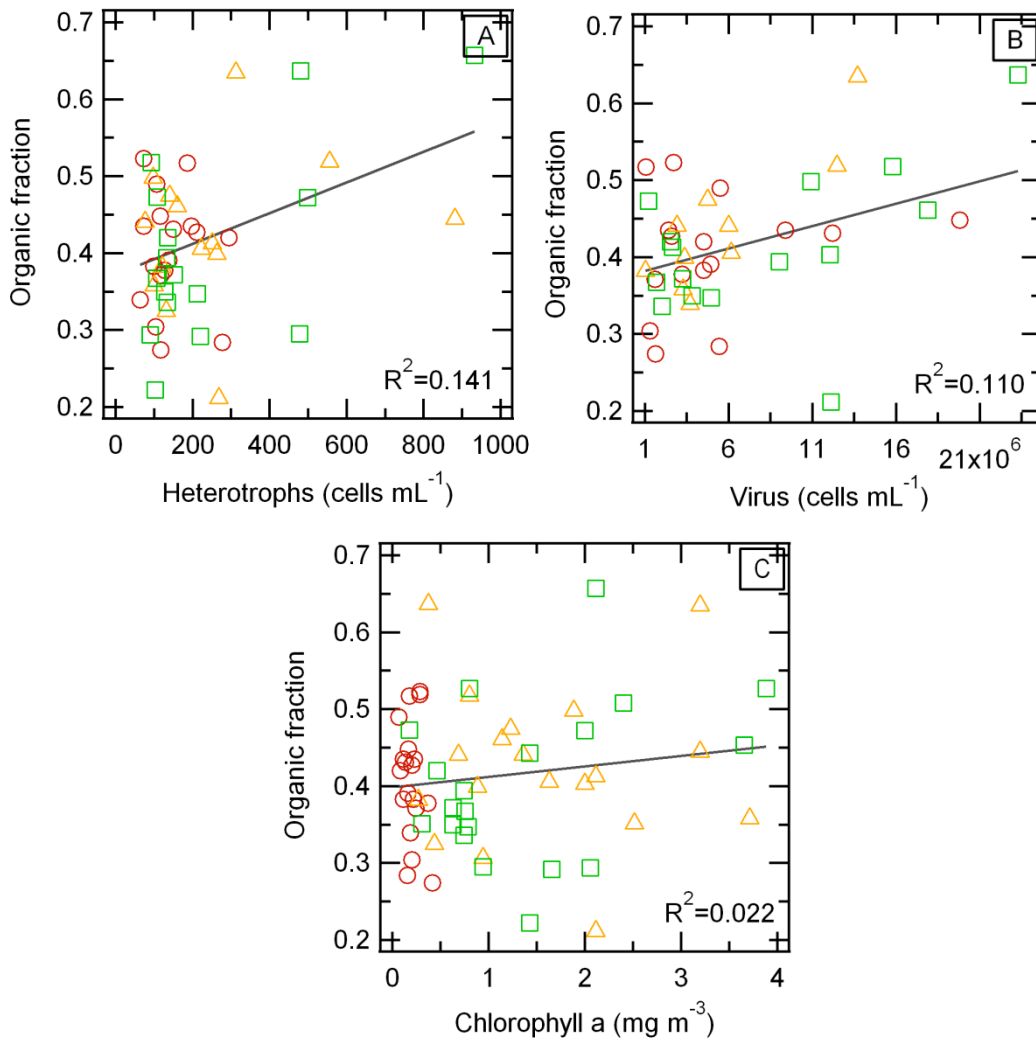 A
0.7
0.6
0.5
0.4
0.3
0.2
Organic fraction
R²=0.141
0 200 400 600 800 1000
Heterotrophs (cells mL⁻¹)
B
0.7
0.6
0.5
0.4
0.3
0.2
Organic fraction
R²=0.110
1 6 11 16 21x10⁶
Virus (cells mL⁻¹)
C
0.7
0.6
0.5
0.4
0.3
0.2
Organic fraction
R²=0.022
0 1 2 3 4
Chlorophyll a (mg m⁻³)